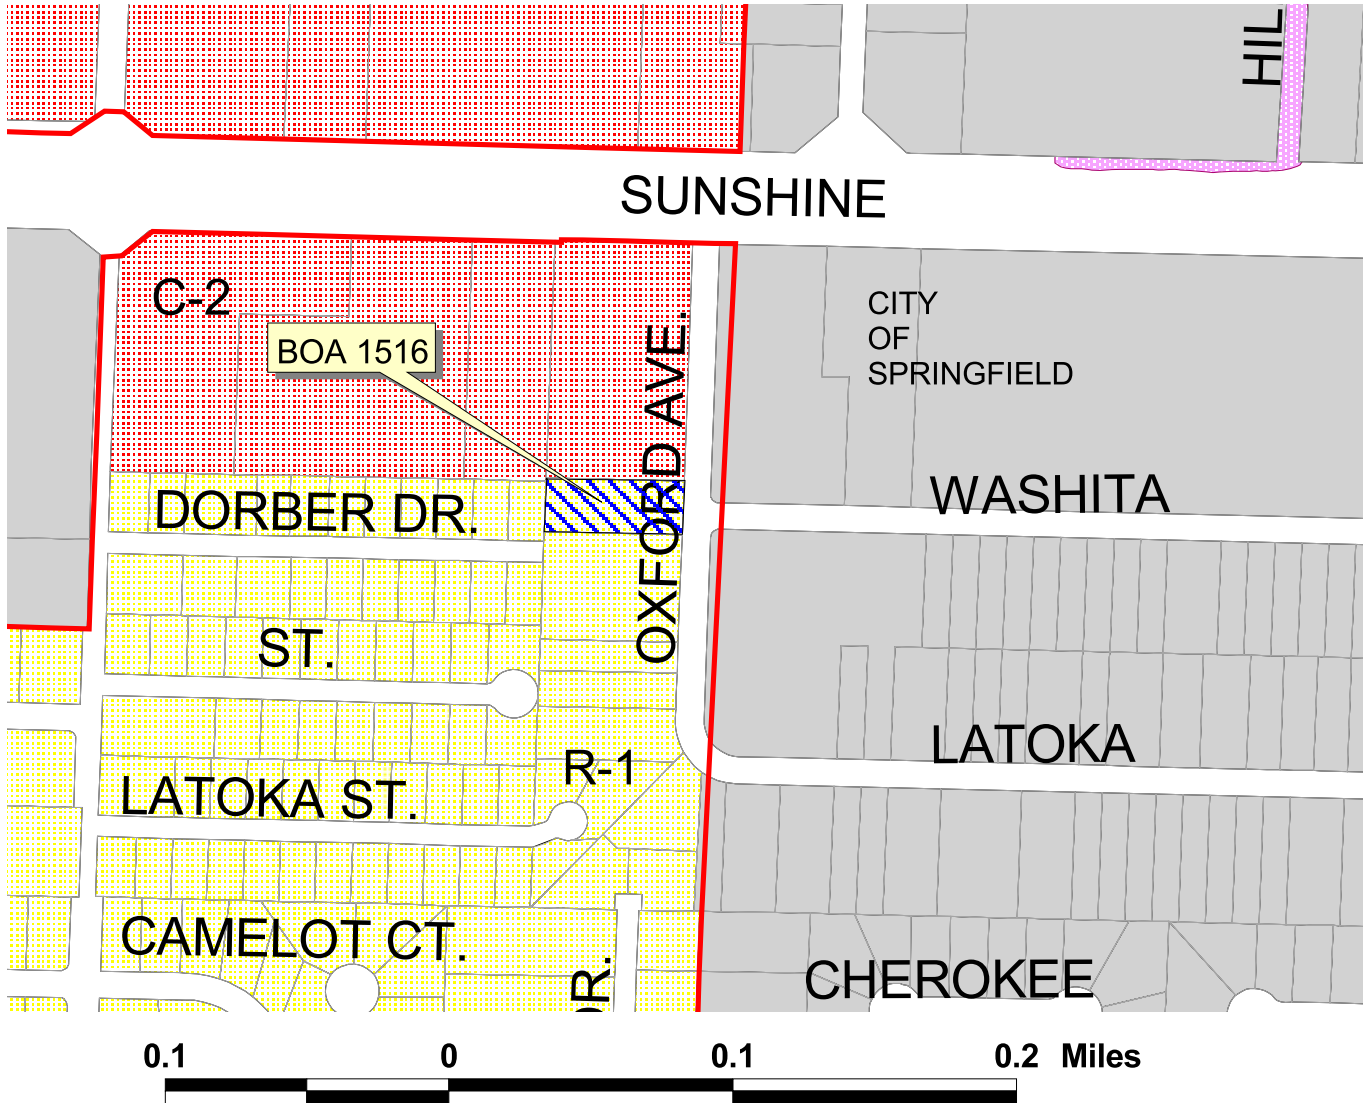 HIL
SUNSHINE
C-2
CITY
OF
SPRINGFIELD
BOA 1516
OXFORD AVE.
DORBER DR.
WASHITA
ST.
LATOKA
R-1
LATOKA ST.
CAMELOT CT.
DR.
CHEROKEE
0.1 0 0.1 0.2 Miles